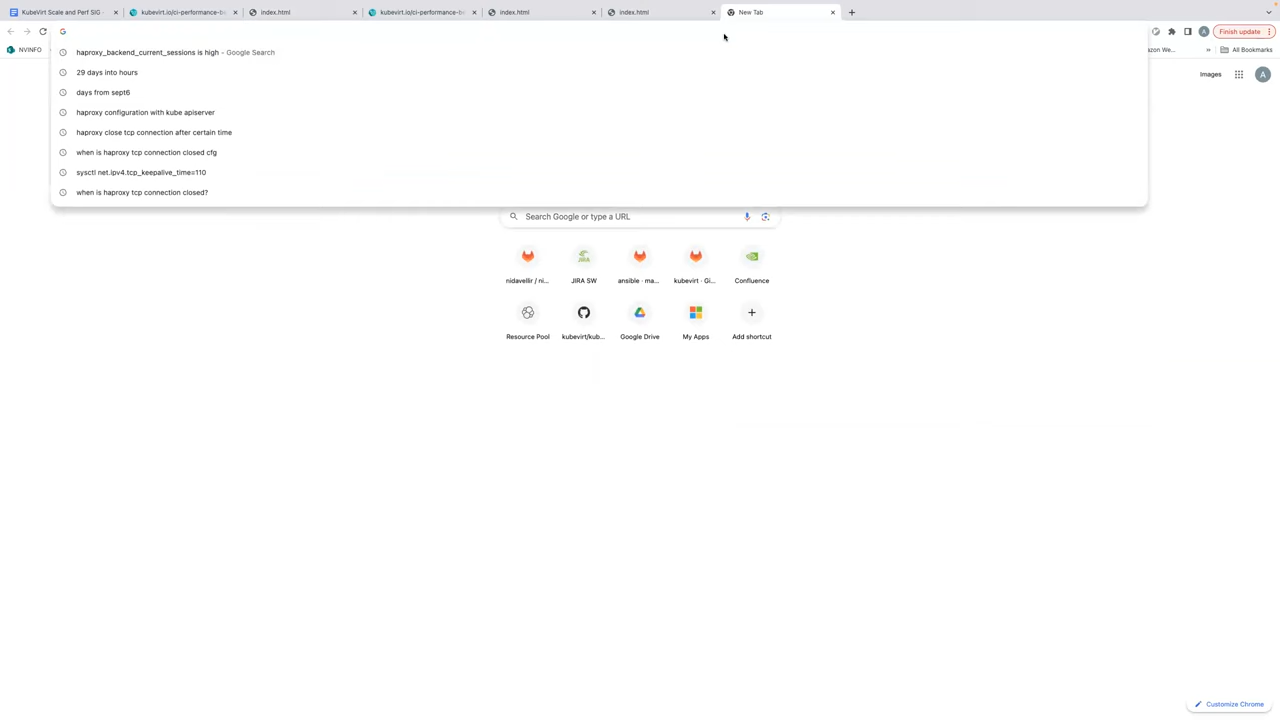 KubeVirt Scale and Perf SIG -
kubevirt.io/ci-performance-b
index.html
kubevirt.io/ci-performance-b
index.html
index.html
New Tab
Finish update
NVINFO
zon We...
»
All Bookmarks
haproxy_backend_current_sessions is high - Google Search
29 days into hours
days from sept6
haproxy configuration with kube apiserver
haproxy close tcp connection after certain time
when is haproxy tcp connection closed cfg
sysctl net.ipv4.tcp_keepalive_time=110
when is haproxy tcp connection closed?
Images
A
Search Google or type a URL
nidavellir / ni...
JIRA SW
ansible · ma...
kubevirt · Gi...
Confluence
Resource Pool
kubevirt/kub...
Google Drive
My Apps
Add shortcut
Customize Chrome